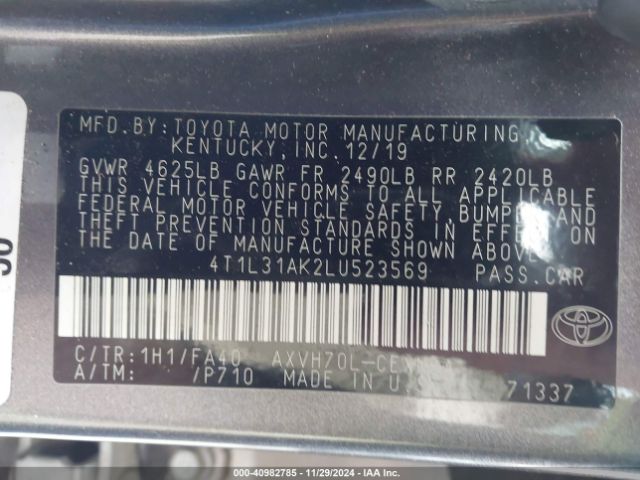 MFD.BY:TOYOTA MOTOR MANUFACTURING,
KENTUCKY, INC. 12/19
GVWR 4625LB GAWR FR 2490LB RR 2420LB
THIS VEHICLE CONFORMS TO ALL APPLICABLE
FEDERAL MOTOR VEHICLE SAFETY, BUMPER, AND
THEFT PREVENTION STANDARDS IN EFFECT ON
THE DATE OF MANUFACTURE SHOWN ABOVE.
4T1L31AK2LU523569 PASS.CAR
C/TR:1H1/FA40 AXVH70L-
A/TM: /P710 MADE IN 71337
TOYOTA
000-40982785 - 11/29/2024 - IAA Inc.